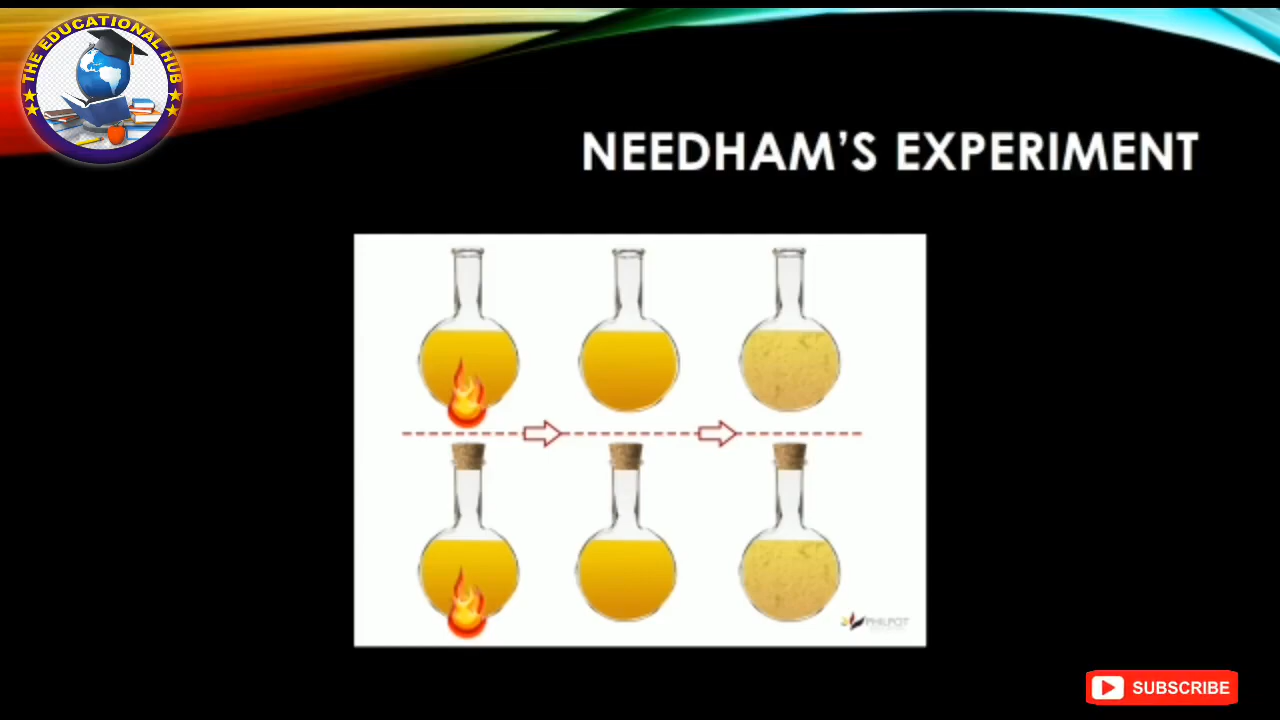 THE EDUCATIONAL HUB
NEEDHAM'S EXPERIMENT
PHILPOT
SUBSCRIBE